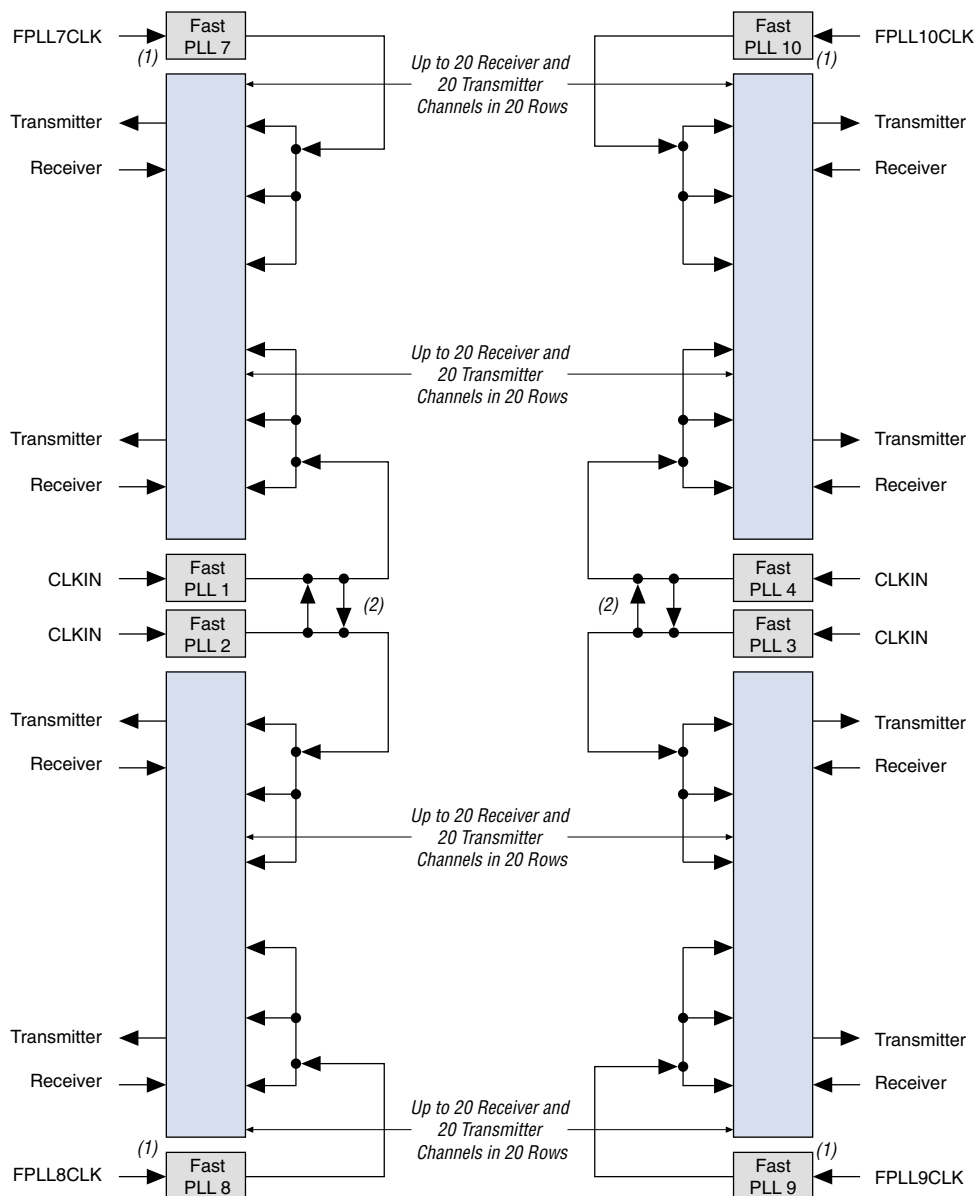 FPLL7CLK
(1)
Fast
PLL 7
Fast
PLL 10
(1)
FPLL10CLK
Up to 20 Receiver and
20 Transmitter
Channels in 20 Rows
Transmitter
Receiver
Transmitter
Receiver
Up to 20 Receiver and
20 Transmitter
Channels in 20 Rows
Transmitter
Receiver
Transmitter
Receiver
CLKIN
Fast
PLL 1
CLKIN
Fast
PLL 2
(2)
(2)
Fast
PLL 4
CLKIN
Fast
PLL 3
CLKIN
Transmitter
Receiver
Transmitter
Receiver
Up to 20 Receiver and
20 Transmitter
Channels in 20 Rows
Transmitter
Receiver
Transmitter
Receiver
Up to 20 Receiver and
20 Transmitter
Channels in 20 Rows
(1)
FPLL8CLK
Fast
PLL 8
Fast
PLL 9
(1)
FPLL9CLK